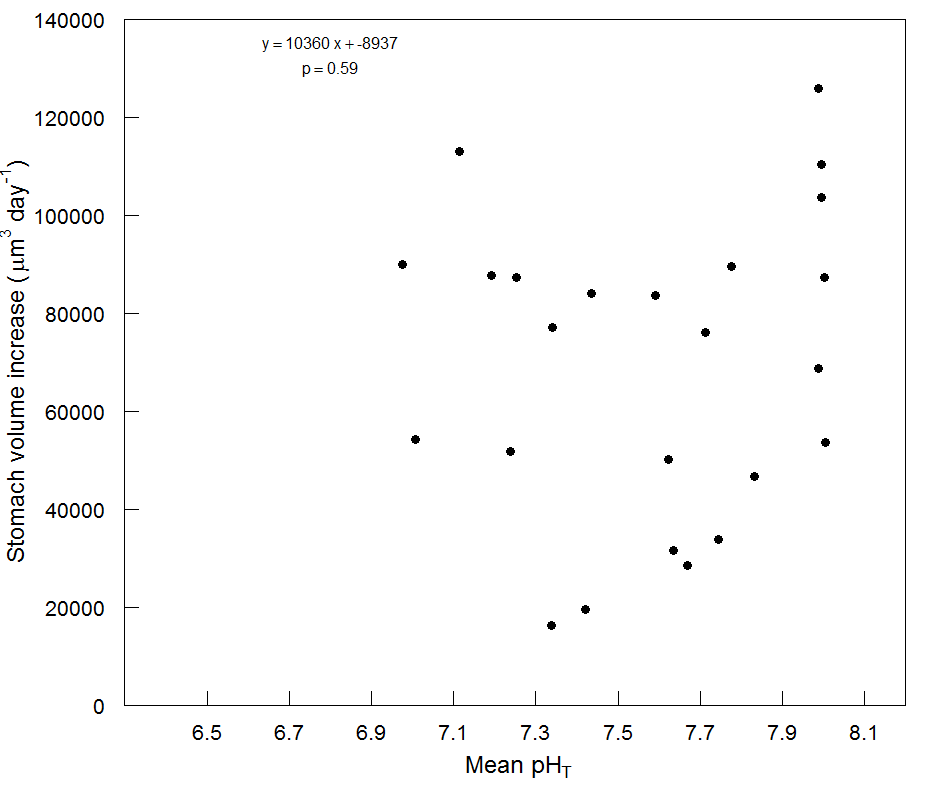 y = 10360 x + -8937
p = 0.59
140000
120000
100000
80000
60000
40000
20000
0
Stomach volume increase ( μm³ day⁻¹)
6.5 6.7 6.9 7.1 7.3 7.5 7.7 7.9 8.1
Mean pH_T